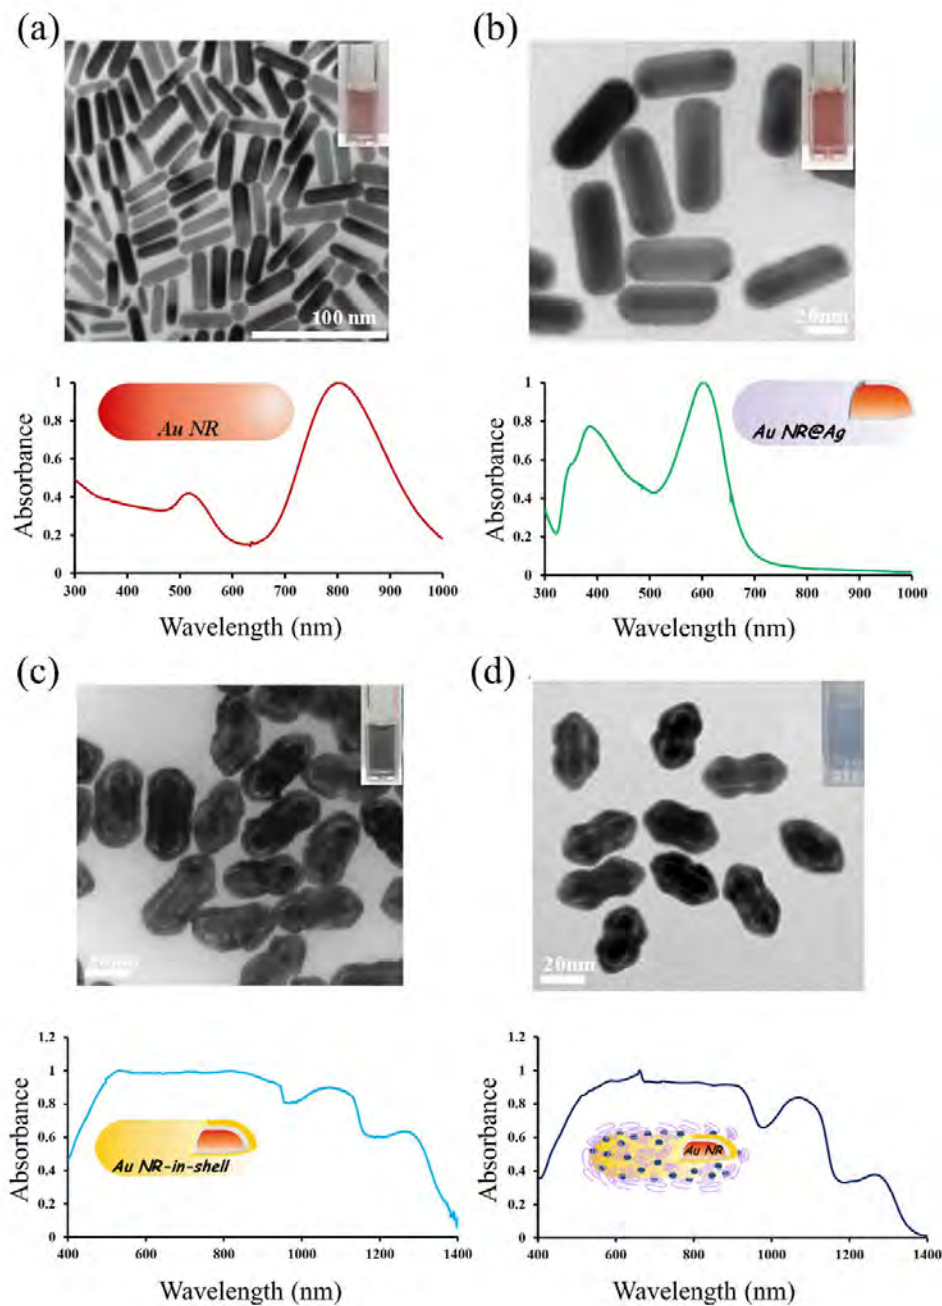 (a)
(b)
100 nm
20nm
1
0.8
0.6
0.4
0.2
0
Absorbance
Au NR
300 400 500 600 700 800 900 1000
Wavelength (nm)
1
0.8
0.6
0.4
0.2
0
Absorbance
Au NR@Ag
300 400 500 600 700 800 900 1000
Wavelength (nm)
(c)
(d)
20nm
1.2
1
0.8
0.6
0.4
0.2
0
Absorbance
Au NR-in-shell
400 600 800 1000 1200 1400
Wavelength (nm)
1.2
1
0.8
0.6
0.4
0.2
0
Absorbance
Au NR
400 600 800 1000 1200 1400
Wavelength (nm)